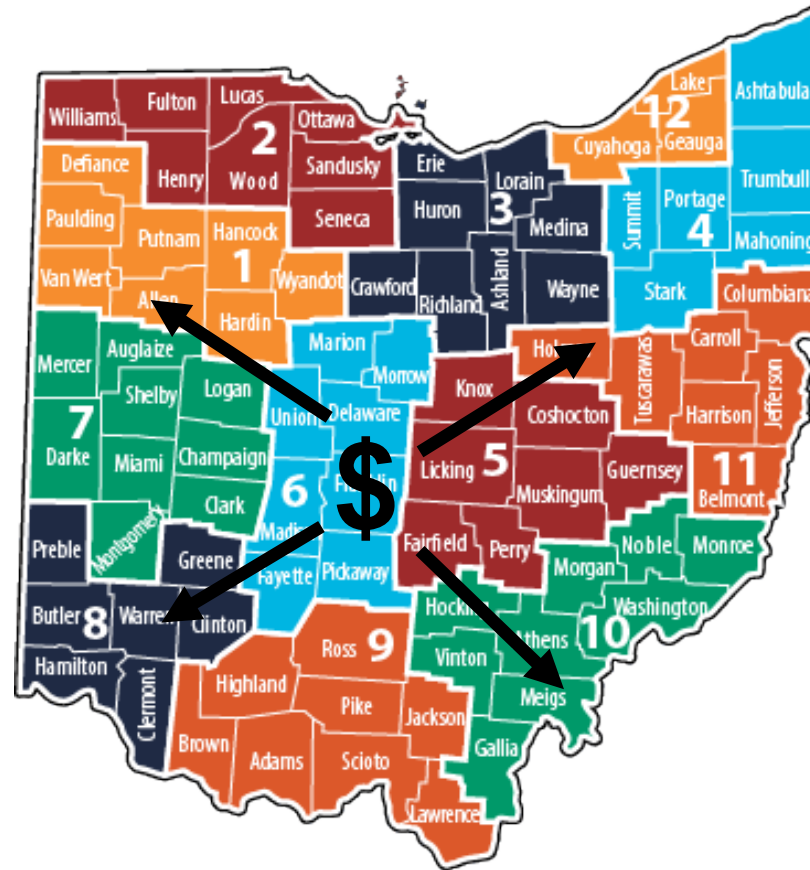 Williams
Fulton
Lucas
Ottawa
2
Henry
Wood
Sandusky
Seneca
Defiance
Paulding
Putnam
Hancock
1
Van Wert
Allen
Wyandot
Hardin
Erie
Lorain
3
Huron
Medina
Crawford
Richland
Ashland
Wayne
Lake
12
Cuyahoga
Geauga
Ashtabula
Trumbull
Summit
Portage
4
Mahoning
Stark
Columbiana
Mercer
Auglaize
Shelby
Logan
7
Darke
Miami
Champaign
Clark
Montgomery
Marion
Morrow
Union
Delaware
$
6
Pickaway
Fayette
Knox
Coshocton
Licking
5
Muskingum
Guernsey
Fairfield
Perry
Tuscarawas
Carroll
Harrison
Jefferson
11
Belmont
Preble
Greene
Butler
8
Warren
Clinton
Hamilton
Clermont
Ross
9
Highland
Pike
Jackson
Brown
Adams
Scioto
Lawrence
Noble
Monroe
Morgan
Washington
Athens
10
Vinton
Meigs
Gallia